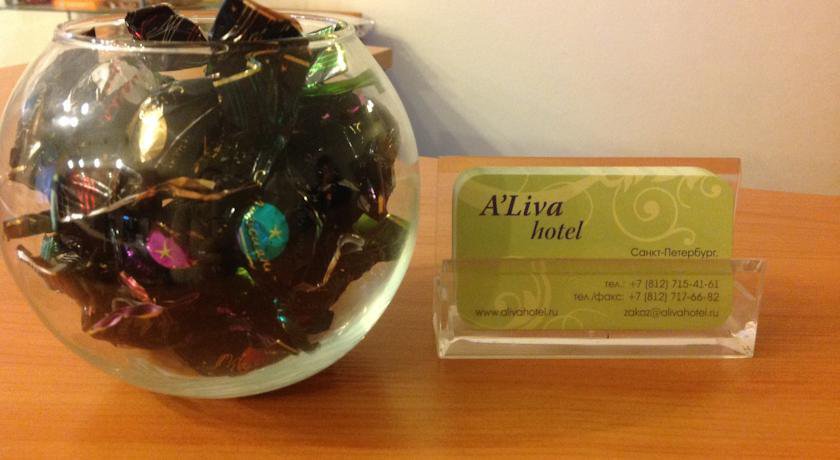 A'Liva
hotel
Санкт-Петербург,
тел.: +7 (812) 715-41-61
тел./факс: +7 (812) 717-66-82
www.alivahotel.ru zakaz@alivahotel.ru